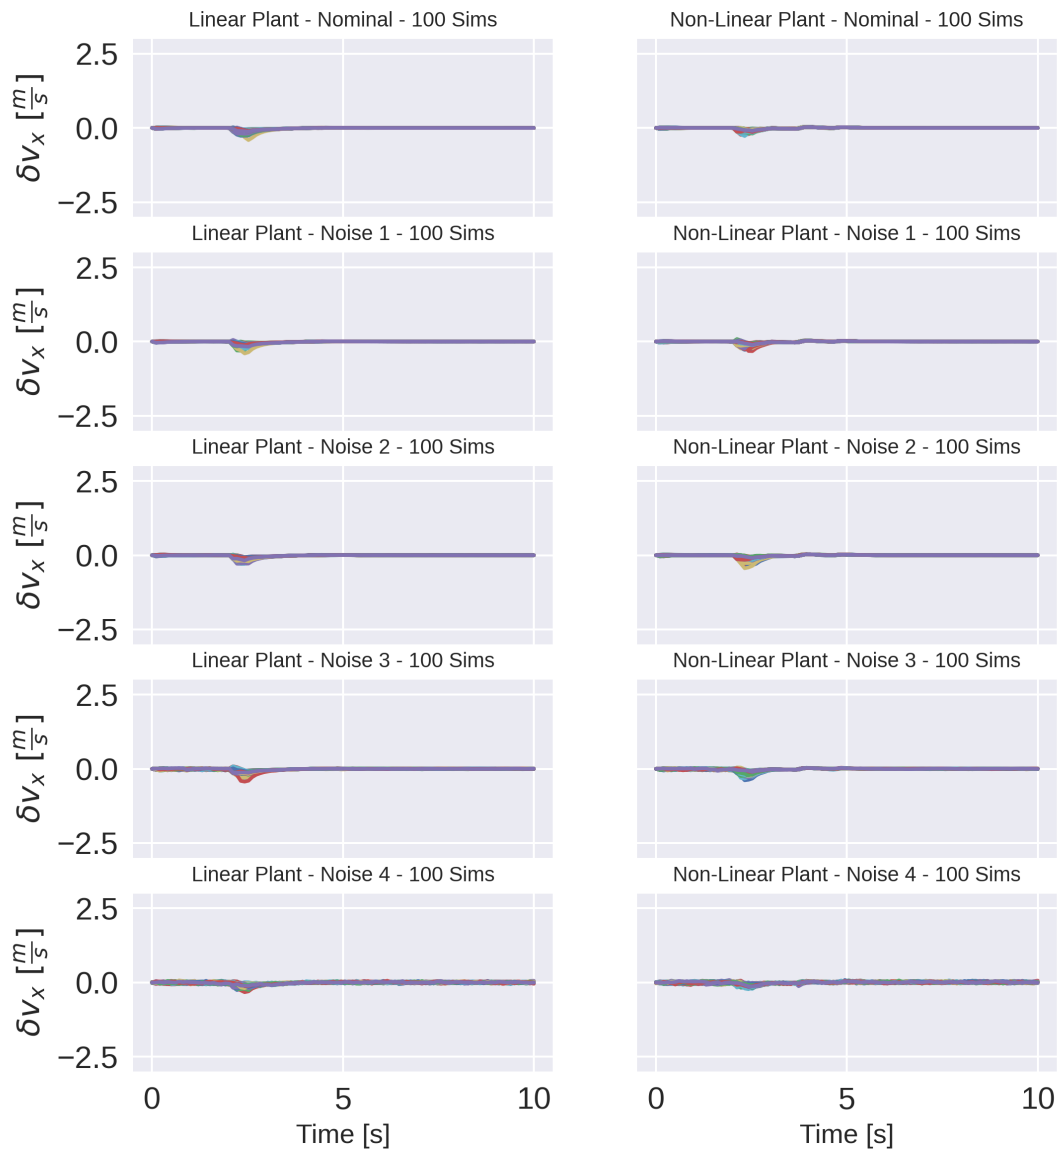 Linear Plant - Nominal - 100 Sims
Non-Linear Plant - Nominal - 100 Sims
2.5
0.0
−2.5
δvₓ [m/s]
Linear Plant - Noise 1 - 100 Sims
Non-Linear Plant - Noise 1 - 100 Sims
2.5
0.0
−2.5
δvₓ [m/s]
Linear Plant - Noise 2 - 100 Sims
Non-Linear Plant - Noise 2 - 100 Sims
2.5
0.0
−2.5
δvₓ [m/s]
Linear Plant - Noise 3 - 100 Sims
Non-Linear Plant - Noise 3 - 100 Sims
2.5
0.0
−2.5
δvₓ [m/s]
Linear Plant - Noise 4 - 100 Sims
Non-Linear Plant - Noise 4 - 100 Sims
2.5
0.0
−2.5
δvₓ [m/s]
0 5 10
0 5 10
Time [s]
Time [s]